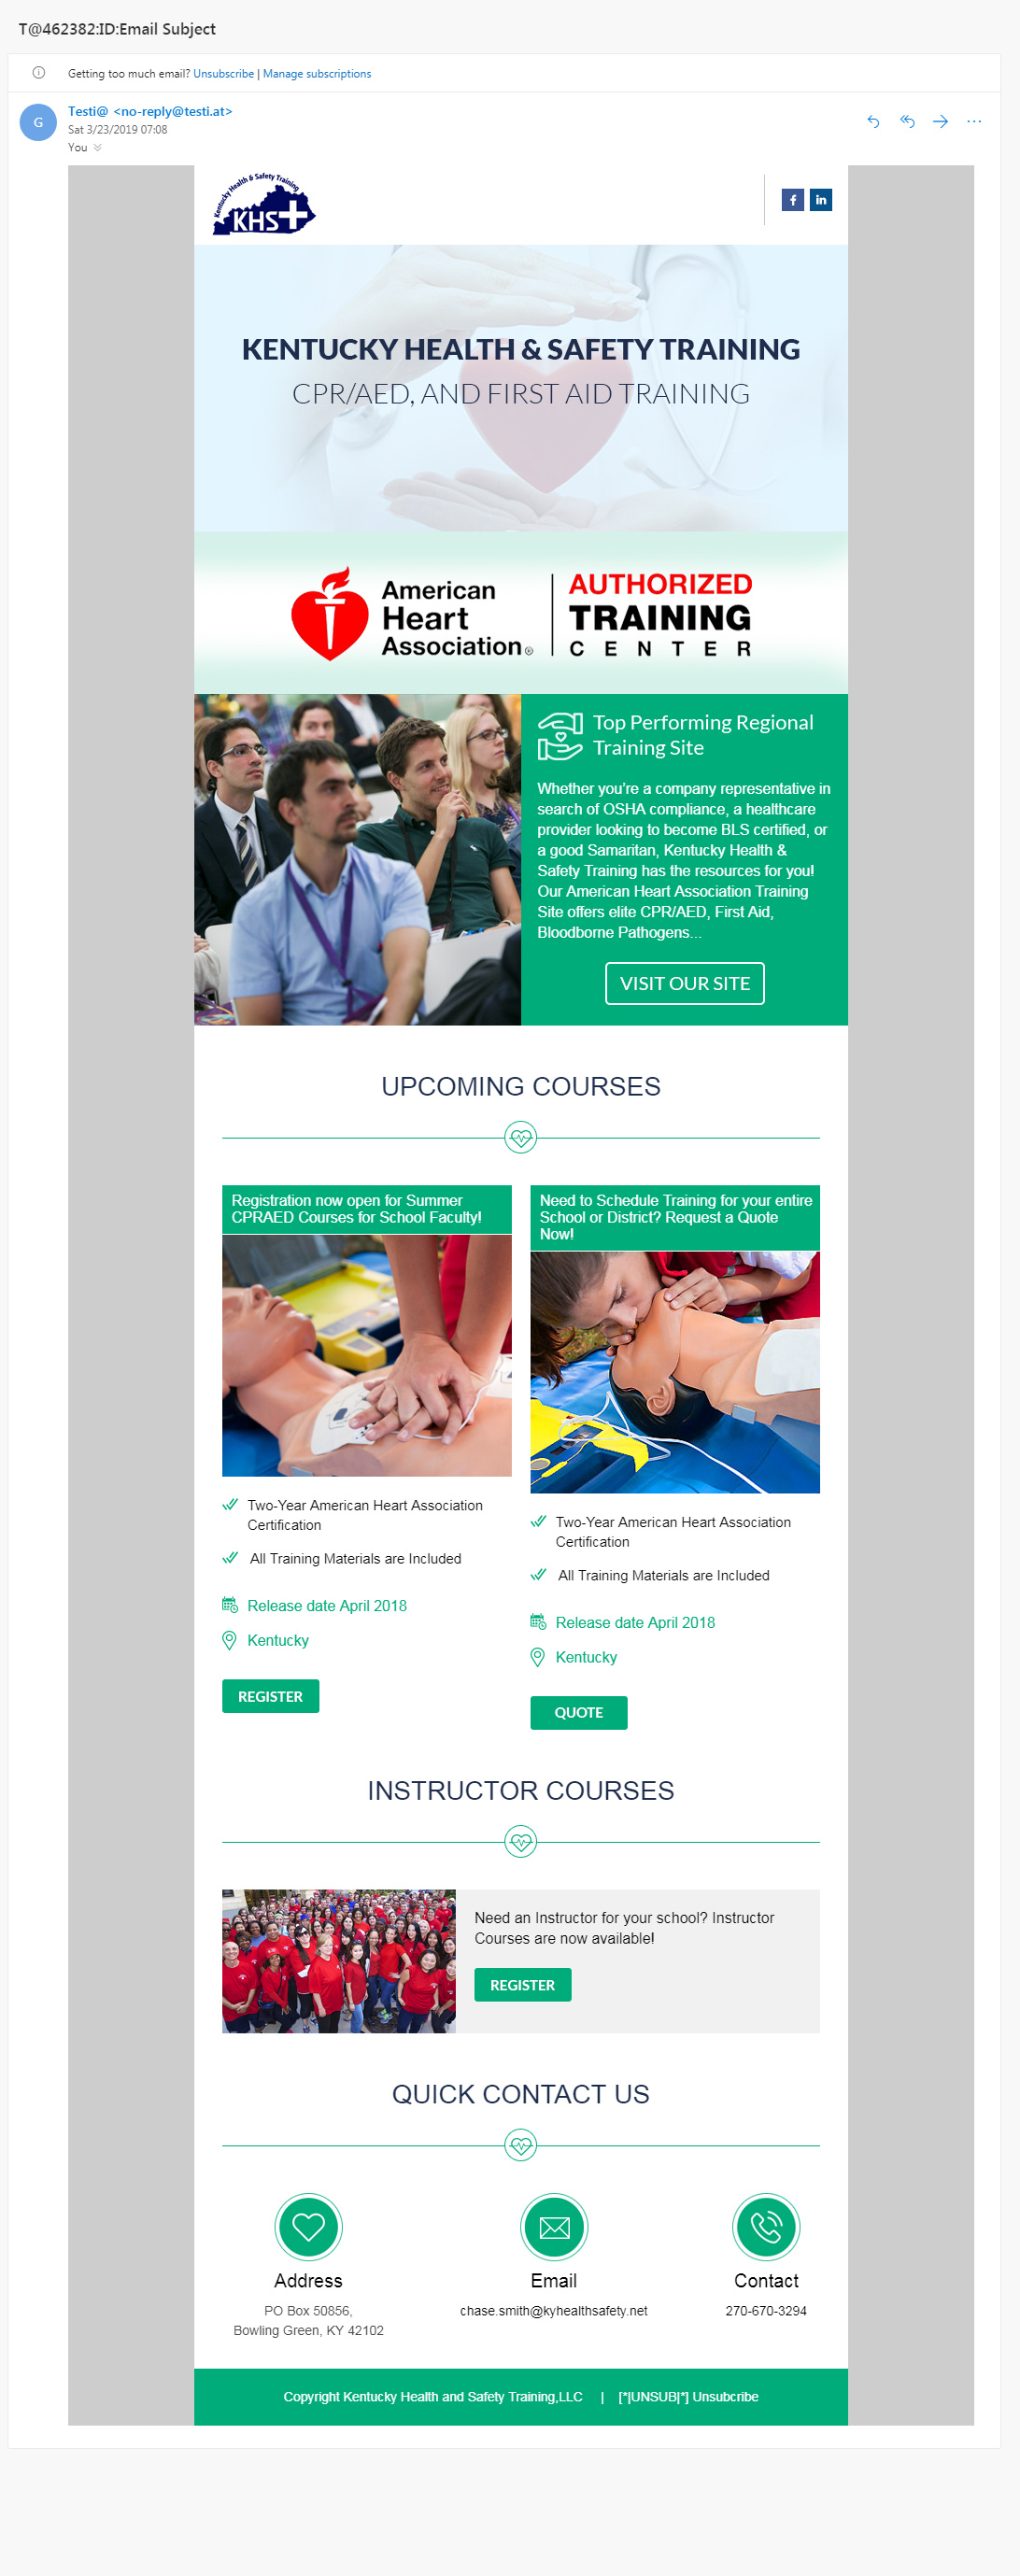 T@462382:ID:Email Subject
Getting too much email? Unsubscribe | Manage subscriptions
G
Testi@ <no-reply@testi.at>
Sat 3/23/2019 07:08
You
Kentucky Health & Safety Training
KHS
f
in
KENTUCKY HEALTH & SAFETY TRAINING
CPR/AED, AND FIRST AID TRAINING
American
Heart
Association®
AUTHORIZED
TRAINING
CENTER
Top Performing Regional
Training Site
Whether you’re a company representative in
search of OSHA compliance, a healthcare
provider looking to become BLS certified, or
a good Samaritan, Kentucky Health &
Safety Training has the resources for you!
Our American Heart Association Training
Site offers elite CPR/AED, First Aid,
Bloodborne Pathogens...
VISIT OUR SITE
UPCOMING COURSES
Registration now open for Summer
CPRAED Courses for School Faculty!
Two-Year American Heart Association
Certification
All Training Materials are Included
Release date April 2018
Kentucky
REGISTER
Need to Schedule Training for your entire
School or District? Request a Quote
Now!
Two-Year American Heart Association
Certification
All Training Materials are Included
Release date April 2018
Kentucky
QUOTE
INSTRUCTOR COURSES
Need an Instructor for your school? Instructor
Courses are now available!
REGISTER
QUICK CONTACT US
Address
PO Box 50856,
Bowling Green, KY 42102
Email
chase.smith@kyhealthsafety.net
Contact
270-670-3294
Copyright Kentucky Health and Safety Training,LLC | [*|UNSUB|*] Unsubcribe